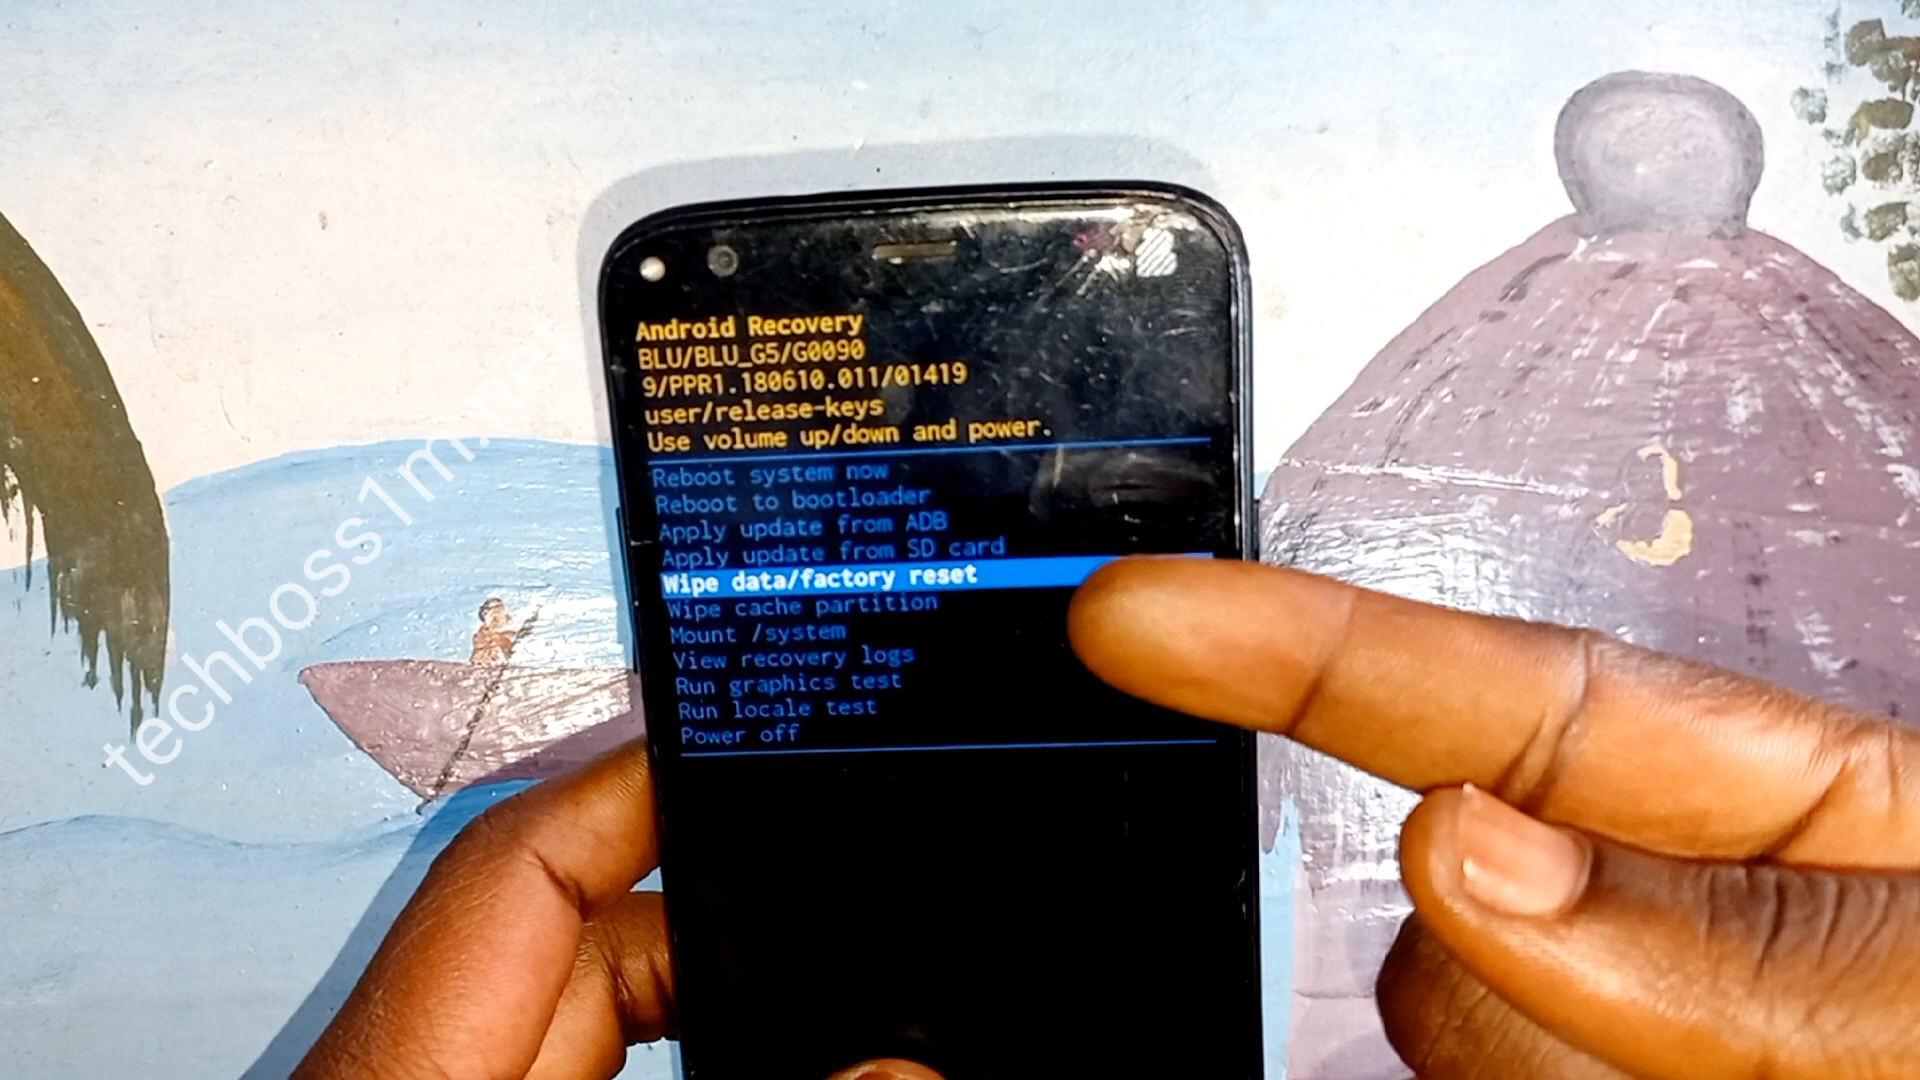 Android Recovery
BLU/BLU_G5/G0090
9/PPR1.180610.011/01419
user/release-keys
Use volume up/down and power.
Reboot system now
Reboot to bootloader
Apply update from ADB
Apply update from SD card
Wipe data/factory reset
Wipe cache partition
Mount /system
View recovery logs
Run graphics test
Run locale test
Power off
techboss1m.net